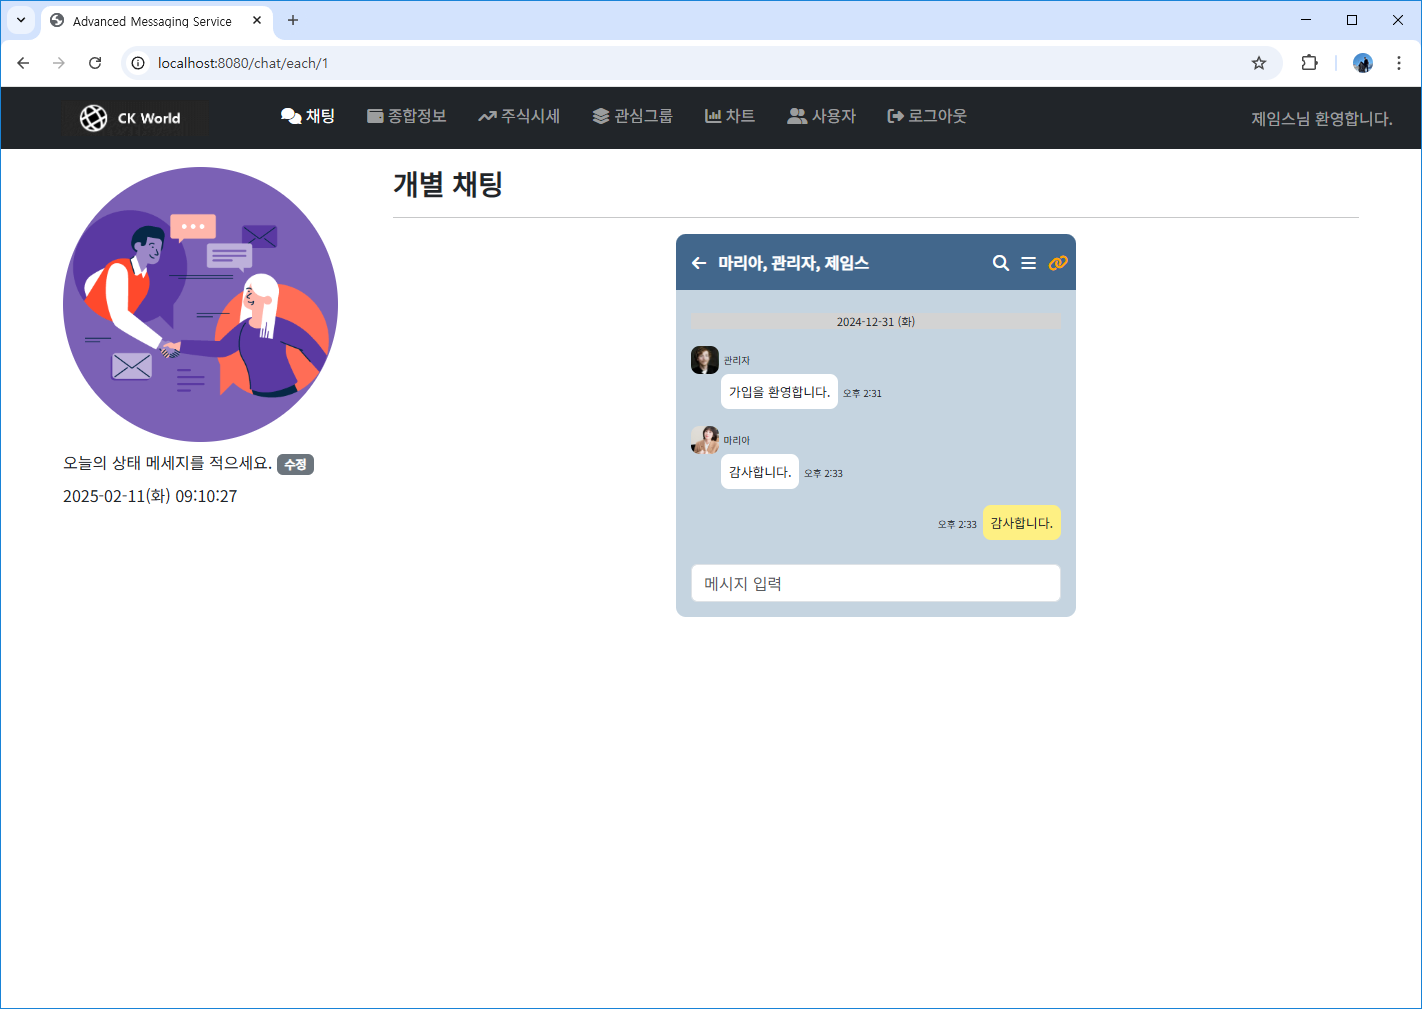 Advanced Messaging Service
localhost:8080/chat/each/1
CK World
채팅
종합정보
주식시세
관심그룹
차트
사용자
로그아웃
제임스님 환영합니다.
개별 채팅
오늘의 상태 메세지를 적으세요. 수정
2025-02-11(화) 09:10:27
마리아, 관리자, 제임스
2024-12-31 (화)
관리자
가입을 환영합니다. 오후 2:31
마리아
감사합니다. 오후 2:33
오후 2:33 감사합니다.
메시지 입력